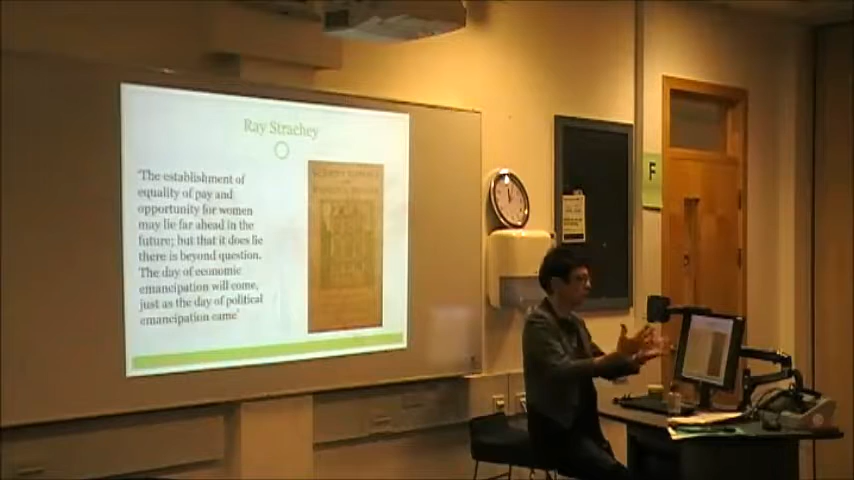 Ray Strachey
'The establishment of
equality of pay and
opportunity for women
may lie far ahead in the
future; but that it does lie
there is beyond question.
The day of economic
emancipation will come,
just as the day of political
emancipation came'
F